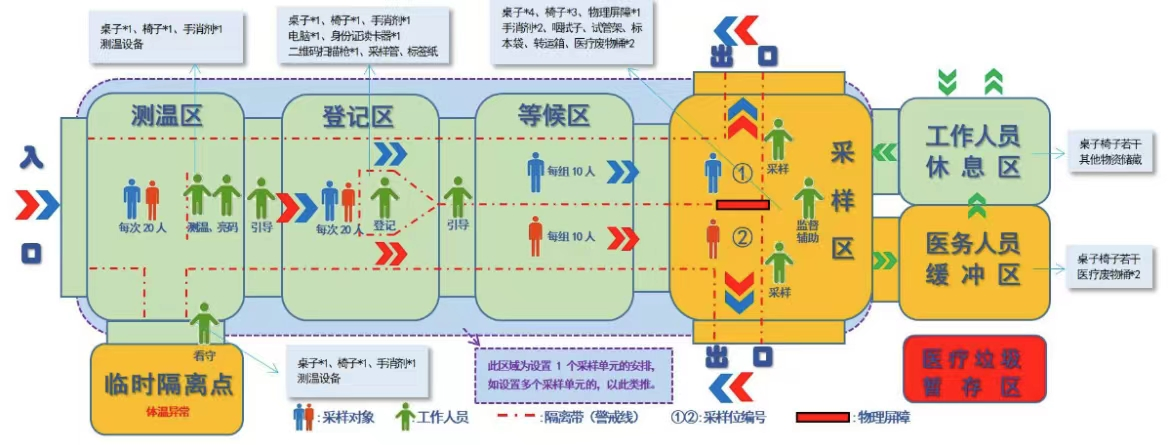 桌子*1、椅子*1、手消剂*1
测温设备
桌子*1、椅子*1、手消剂*1
电脑*1、身份证读卡器*1
二维码扫描枪*1、采样管、标签纸
桌子*4、椅子*3、物理屏障*1
手消剂*2、咽拭子、试管架、标
本袋、转运箱、医疗废物桶*2
出 口
测温区
登记区
等候区
采
样
区
工作人员
休 息 区
桌子椅子若干
其他物资储藏
入
口
每次 20 人
测温、亮码
引导
每次 20 人
登记
引导
每组 10 人
每组 10 人
①
②
采样
监督
辅助
采样
医务人员
缓 冲 区
桌子椅子若干
医疗废物桶*2
看守
临时隔离点
体温异常
桌子*1、椅子*1、手消剂*1
测温设备
此区域为设置 1 个采样单元的安排，
如设置多个采样单元的，以此类推。
出 口
医疗垃圾
暂 存 区
：采样对象
：工作人员
：隔离带（警戒线）
①②：采样位编号
：物理屏障